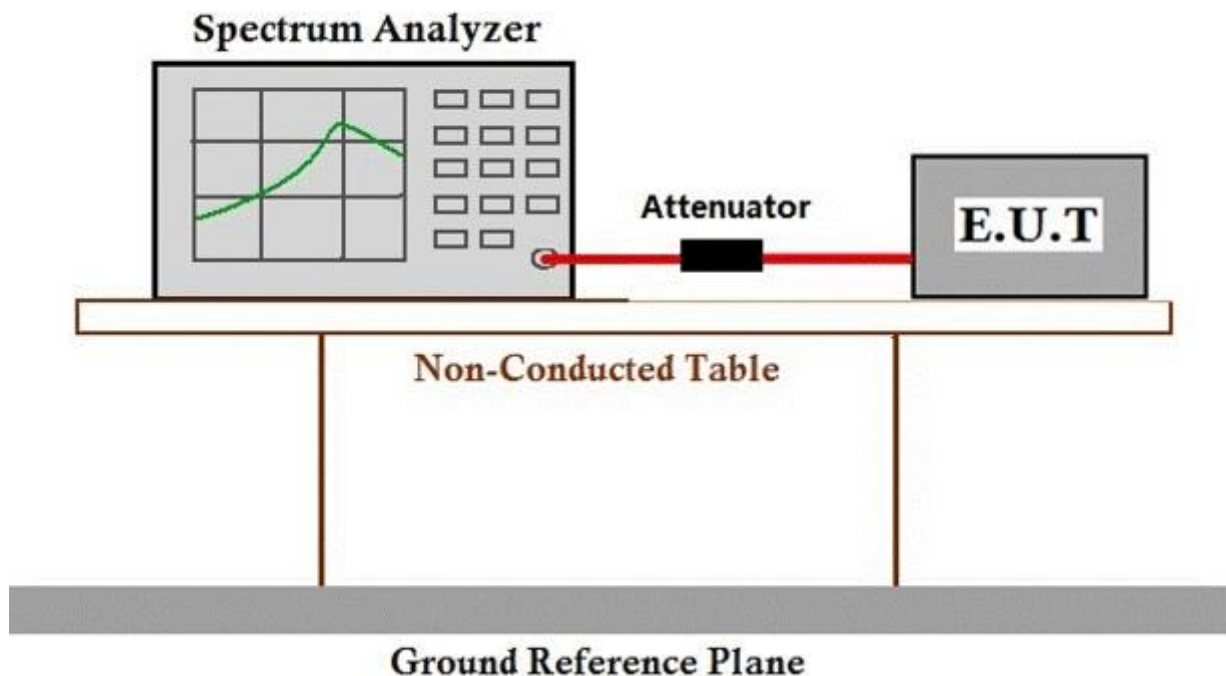 Spectrum Analyzer
Attenuator
E.U.T
Non-Conducted Table
Ground Reference Plane